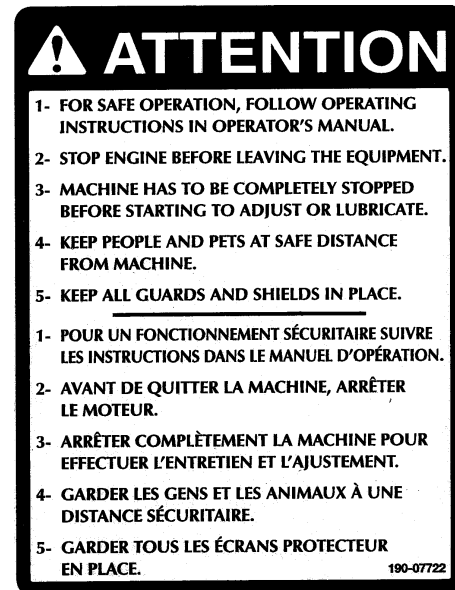 ATTENTION
1- FOR SAFE OPERATION, FOLLOW OPERATING
INSTRUCTIONS IN OPERATOR'S MANUAL.
2- STOP ENGINE BEFORE LEAVING THE EQUIPMENT.
3- MACHINE HAS TO BE COMPLETELY STOPPED
BEFORE STARTING TO ADJUST OR LUBRICATE.
4- KEEP PEOPLE AND PETS AT SAFE DISTANCE
FROM MACHINE.
5- KEEP ALL GUARDS AND SHIELDS IN PLACE.
1- POUR UN FONCTIONNEMENT SÉCURITAIRE SUIVRE
LES INSTRUCTIONS DANS LE MANUEL D'OPÉRATION.
2- AVANT DE QUITTER LA MACHINE, ARRÊTER
LE MOTEUR.
3- ARRÊTER COMPLÈTEMENT LA MACHINE POUR
EFFECTUER L'ENTRETIEN ET L'AJUSTEMENT.
4- GARDER LES GENS ET LES ANIMAUX À UNE
DISTANCE SÉCURITAIRE.
5- GARDER TOUS LES ÉCRANS PROTECTEUR
EN PLACE.
190-07722